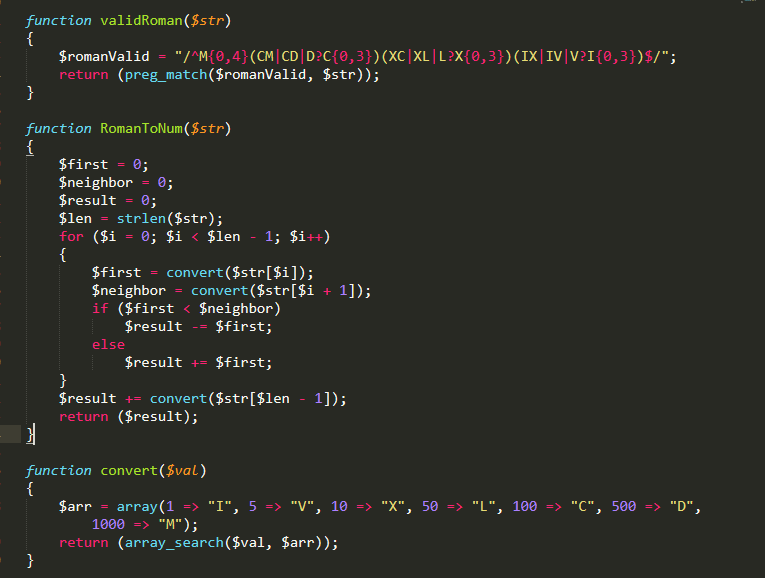 function validRoman($str)
{
    $romanValid = "/^M{0,4}(CM|CD|D?C{0,3})(XC|XL|L?X{0,3})(IX|IV|V?I{0,3})$/";
    return (preg_match($romanValid, $str));
}
function RomanToNum($str)
{
    $first = 0;
    $neighbor = 0;
    $result = 0;
    $len = strlen($str);
    for ($i = 0; $i < $len - 1; $i++)
    {
        $first = convert($str[$i]);
        $neighbor = convert($str[$i + 1]);
        if ($first < $neighbor)
            $result -= $first;
        else
            $result += $first;
    }
    $result += convert($str[$len - 1]);
    return ($result);
}
function convert($val)
{
    $arr = array(1 => "I", 5 => "V", 10 => "X", 50 => "L", 100 => "C", 500 => "D",
        1000 => "M");
    return (array_search($val, $arr));
}